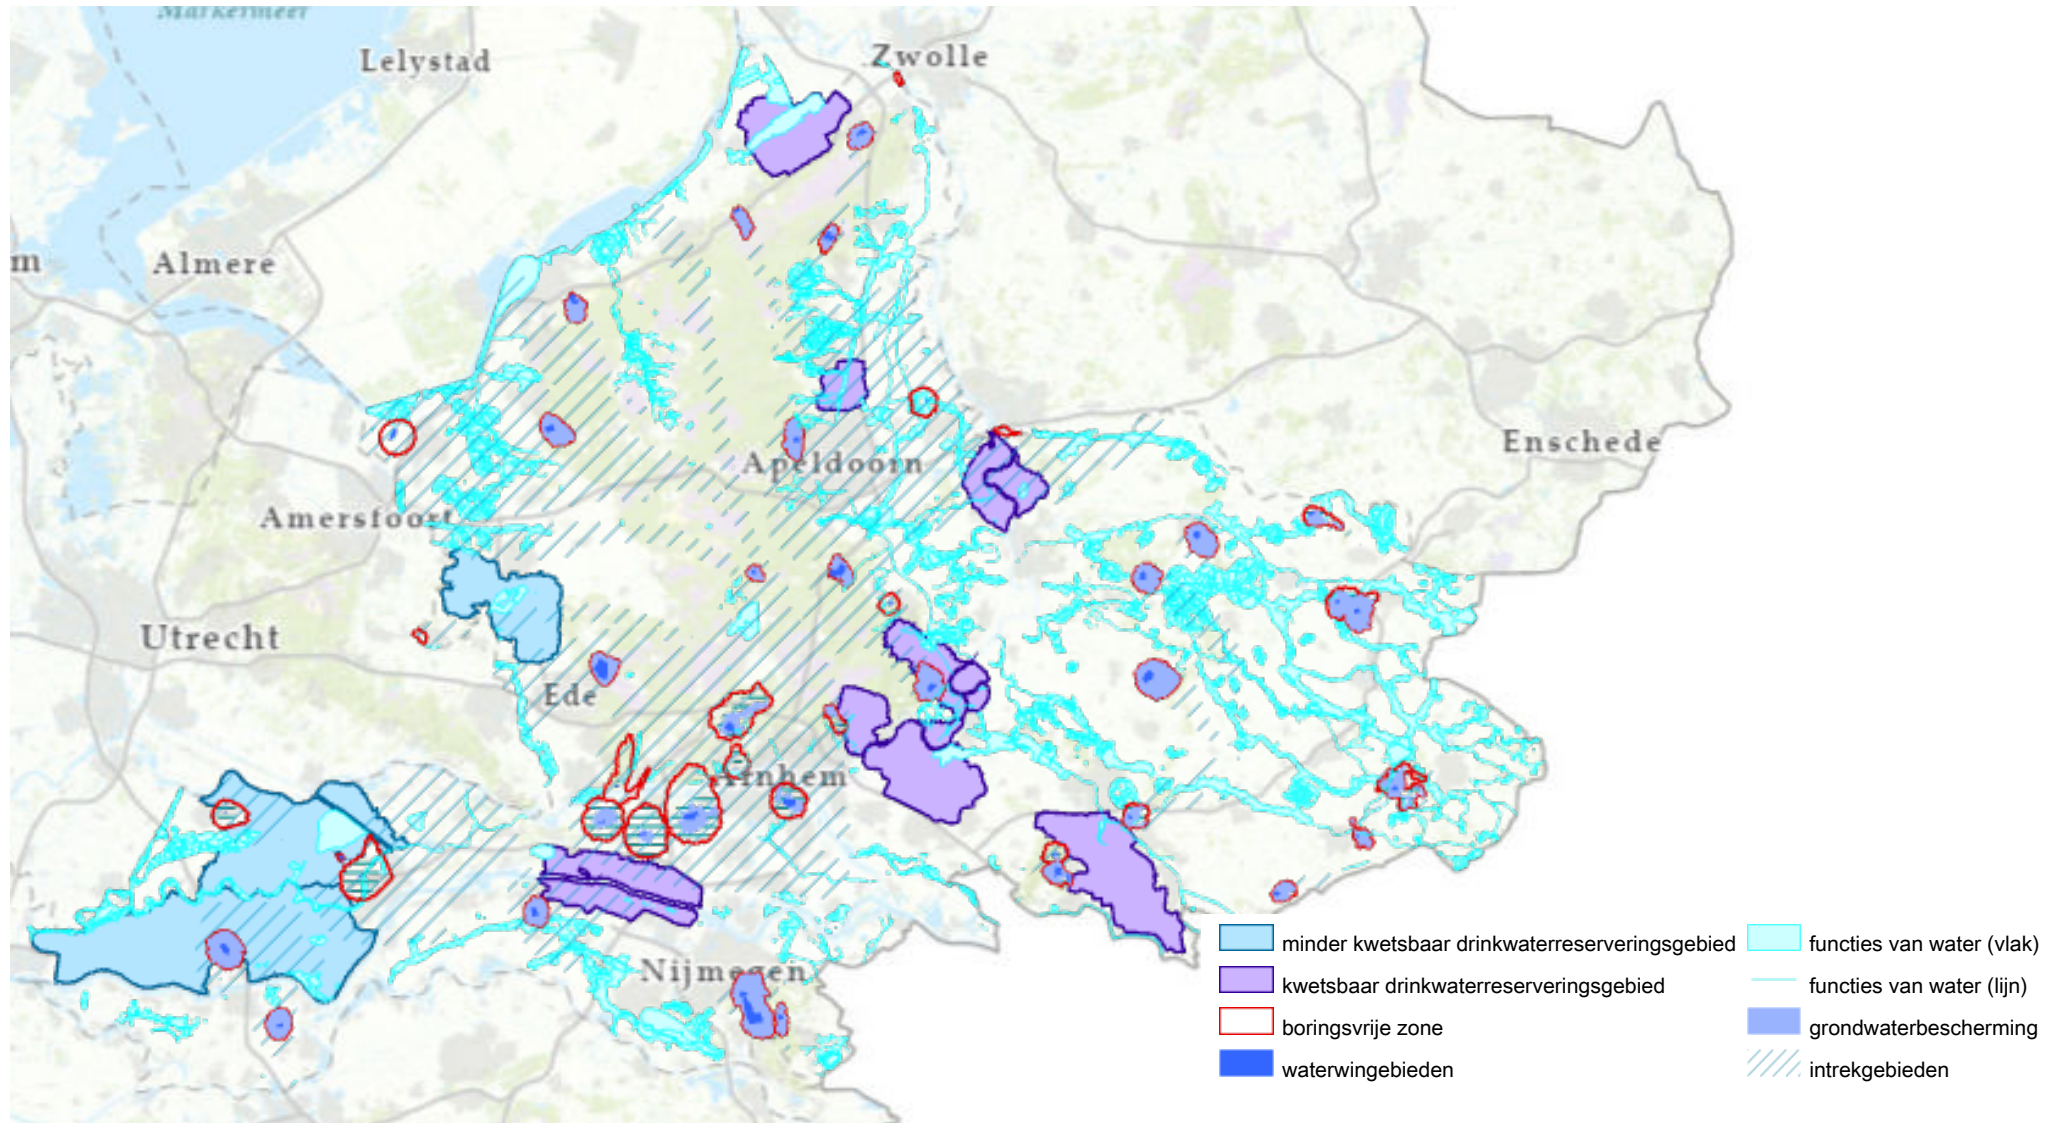 Markermeer
Lelystad
Zwolle
m
Almere
Apeldoorn
Enschede
Amersfoort
Utrecht
Ede
Arnhem
Nijmegen
minder kwetsbaar drinkwaterreserveringsgebied
kwetsbaar drinkwaterreserveringsgebied
boringsvrije zone
waterwingebieden
functies van water (vlak)
functies van water (lijn)
grondwaterbescherming
intrekgebieden